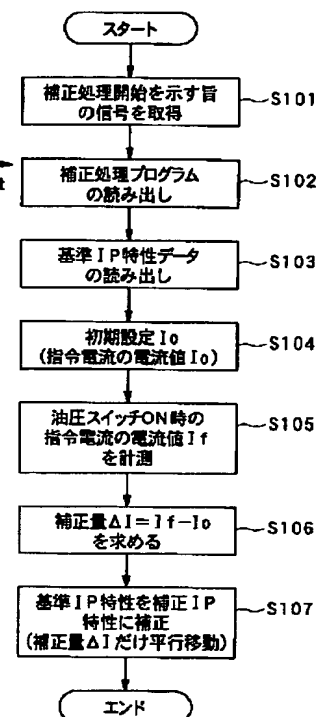 スタート
補正処理開始を示す旨
の信号を取得
S101
t
補正処理プログラム
の読み出し
S102
基準IP特性データ
の読み出し
S103
初期設定Io
(指令電流の電流値Io)
S104
油圧スイッチON時の
指令電流の電流値If
を計測
S105
補正量ΔI=If-Io
を求める
S106
基準IP特性を補正IP
特性に補正
(補正量ΔIだけ平行移動)
S107
エンド